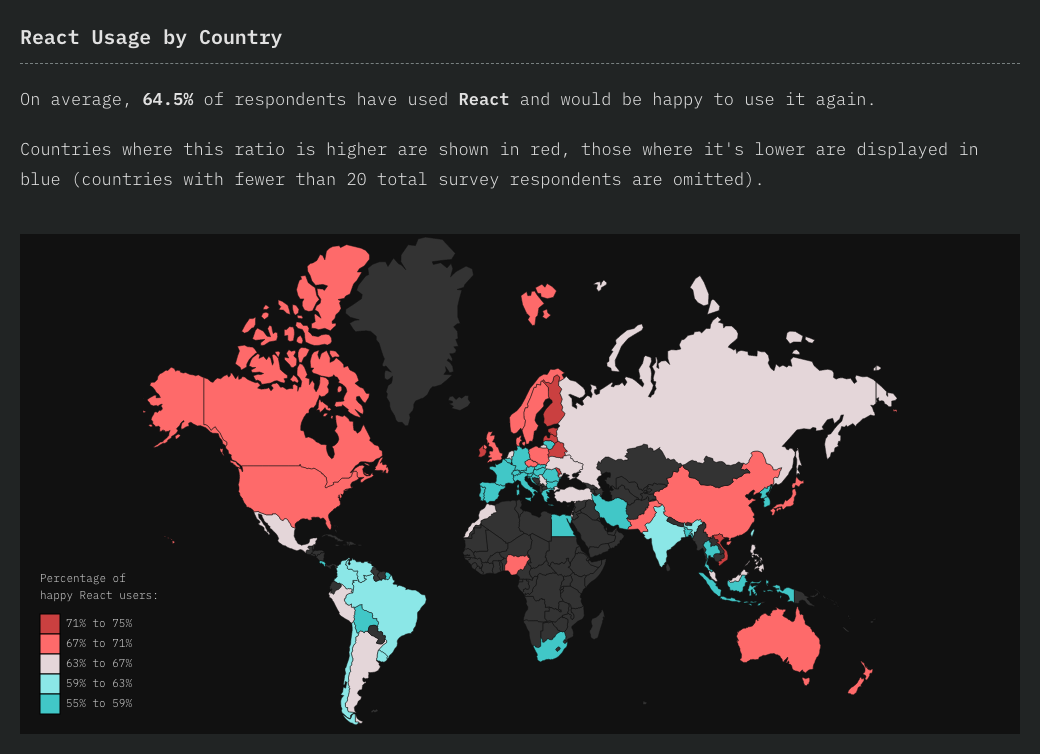 React Usage by Country
On average, 64.5% of respondents have used React and would be happy to use it again.
Countries where this ratio is higher are shown in red, those where it's lower are displayed in
blue (countries with fewer than 20 total survey respondents are omitted).
Percentage of
happy React users:
71% to 75%
67% to 71%
63% to 67%
59% to 63%
55% to 59%